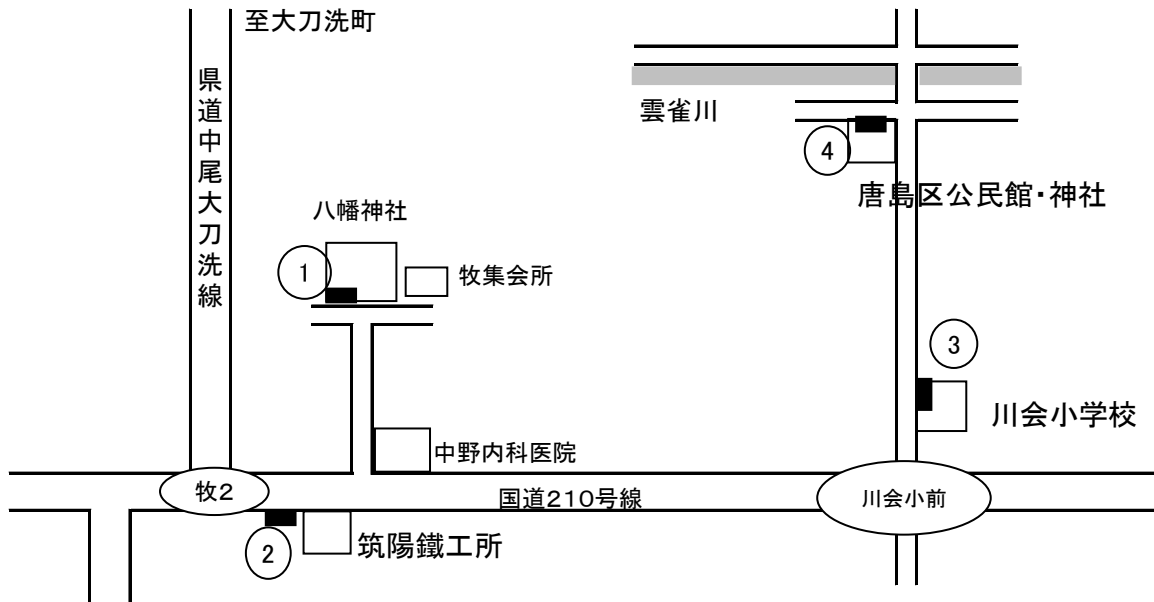 至大刀洗町
県道中尾大刀洗線
雲雀川
4
唐島区公民館・神社
八幡神社
1
牧集会所
3
川会小学校
中野内科医院
牧2
国道210号線
川会小前
2
筑陽鐵工所